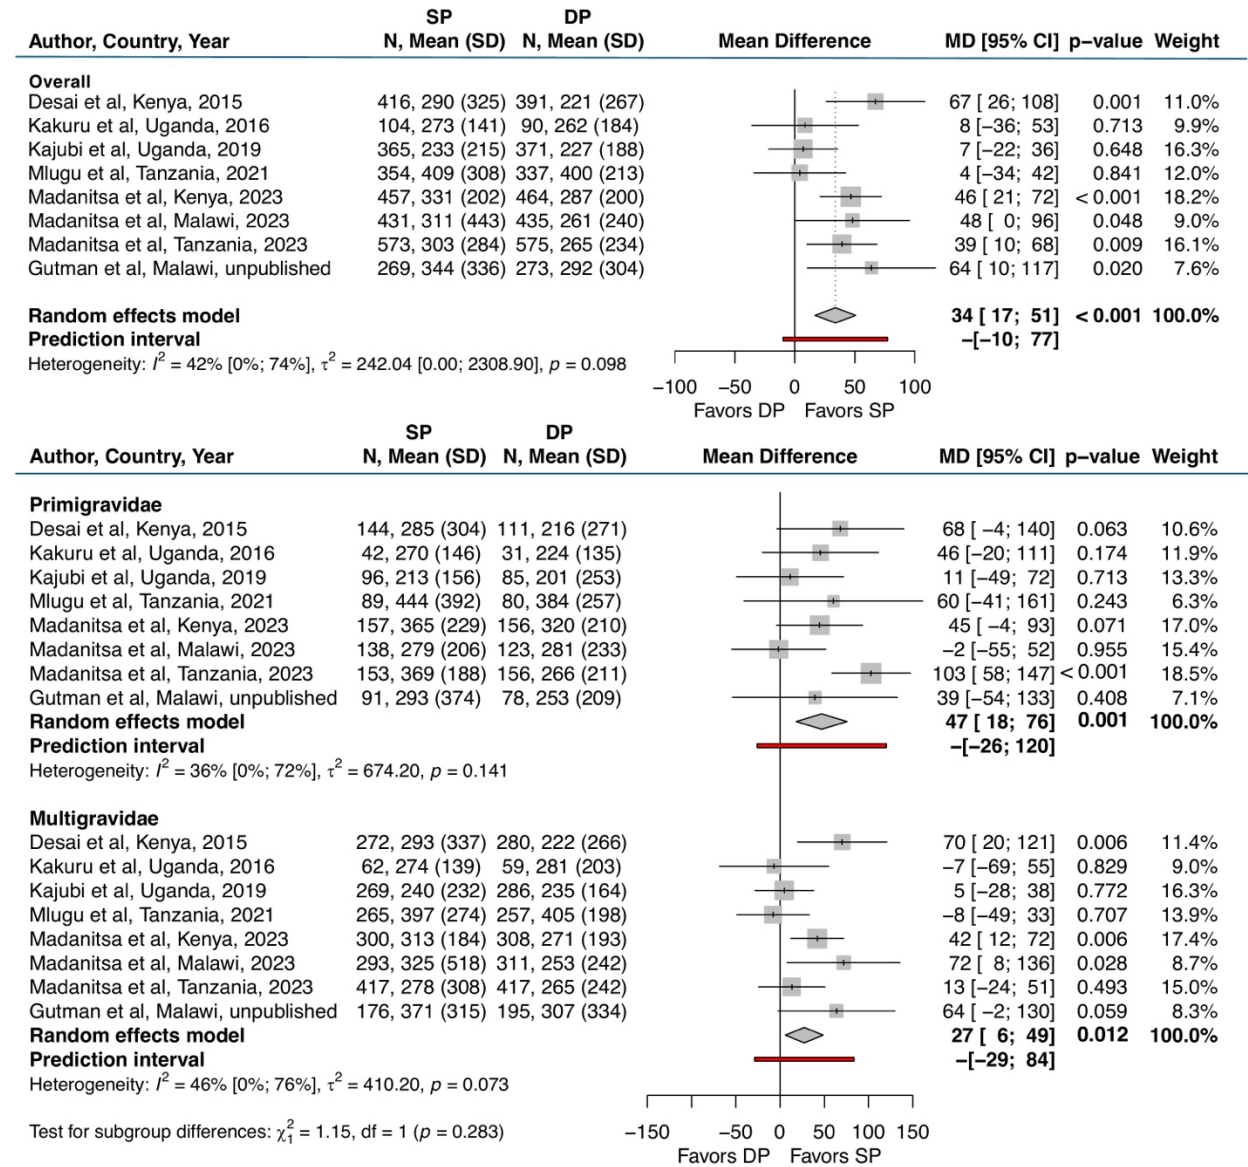 SP DP
Author, Country, Year N, Mean (SD) N, Mean (SD) Mean Difference MD [95% CI] p−value Weight
Overall
Desai et al, Kenya, 2015 416, 290 (325) 391, 221 (267) 67 [ 26; 108] 0.001 11.0%
Kakuru et al, Uganda, 2016 104, 273 (141) 90, 262 (184) 8 [−36; 53] 0.713 9.9%
Kajubi et al, Uganda, 2019 365, 233 (215) 371, 227 (188) 7 [−22; 36] 0.648 16.3%
Mlugu et al, Tanzania, 2021 354, 409 (308) 337, 400 (213) 4 [−34; 42] 0.841 12.0%
Madanitsa et al, Kenya, 2023 457, 331 (202) 464, 287 (200) 46 [ 21; 72] < 0.001 18.2%
Madanitsa et al, Malawi, 2023 431, 311 (443) 435, 261 (240) 48 [ 0; 96] 0.048 9.0%
Madanitsa et al, Tanzania, 2023 573, 303 (284) 575, 265 (234) 39 [ 10; 68] 0.009 16.1%
Gutman et al, Malawi, unpublished 269, 344 (336) 273, 292 (304) 64 [ 10; 117] 0.020 7.6%
Random effects model 34 [ 17; 51] < 0.001 100.0%
Prediction interval −[−10; 77]
Heterogeneity: I² = 42% [0%; 74%], τ² = 242.04 [0.00; 2308.90], p = 0.098
−100 −50 0 50 100
Favors DP Favors SP
SP DP
Author, Country, Year N, Mean (SD) N, Mean (SD) Mean Difference MD [95% CI] p−value Weight
Primigravidae
Desai et al, Kenya, 2015 144, 285 (304) 111, 216 (271) 68 [ −4; 140] 0.063 10.6%
Kakuru et al, Uganda, 2016 42, 270 (146) 31, 224 (135) 46 [−20; 111] 0.174 11.9%
Kajubi et al, Uganda, 2019 96, 213 (156) 85, 201 (253) 11 [−49; 72] 0.713 13.3%
Mlugu et al, Tanzania, 2021 89, 444 (392) 80, 384 (257) 60 [−41; 161] 0.243 6.3%
Madanitsa et al, Kenya, 2023 157, 365 (229) 156, 320 (210) 45 [ −4; 93] 0.071 17.0%
Madanitsa et al, Malawi, 2023 138, 279 (206) 123, 281 (233) −2 [−55; 52] 0.955 15.4%
Madanitsa et al, Tanzania, 2023 153, 369 (188) 156, 266 (211) 103 [ 58; 147] < 0.001 18.5%
Gutman et al, Malawi, unpublished 91, 293 (374) 78, 253 (209) 39 [−54; 133] 0.408 7.1%
Random effects model 47 [ 18; 76] 0.001 100.0%
Prediction interval −[−26; 120]
Heterogeneity: I² = 36% [0%; 72%], τ² = 674.20, p = 0.141
Multigravidae
Desai et al, Kenya, 2015 272, 293 (337) 280, 222 (266) 70 [ 20; 121] 0.006 11.4%
Kakuru et al, Uganda, 2016 62, 274 (139) 59, 281 (203) −7 [−69; 55] 0.829 9.0%
Kajubi et al, Uganda, 2019 269, 240 (232) 286, 235 (164) 5 [−28; 38] 0.772 16.3%
Mlugu et al, Tanzania, 2021 265, 397 (274) 257, 405 (198) −8 [−49; 33] 0.707 13.9%
Madanitsa et al, Kenya, 2023 300, 313 (184) 308, 271 (193) 42 [ 12; 72] 0.006 17.4%
Madanitsa et al, Malawi, 2023 293, 325 (518) 311, 253 (242) 72 [ 8; 136] 0.028 8.7%
Madanitsa et al, Tanzania, 2023 417, 278 (308) 417, 265 (242) 13 [−24; 51] 0.493 15.0%
Gutman et al, Malawi, unpublished 176, 371 (315) 195, 307 (334) 64 [ −2; 130] 0.059 8.3%
Random effects model 27 [ 6; 49] 0.012 100.0%
Prediction interval −[−29; 84]
Heterogeneity: I² = 46% [0%; 76%], τ² = 410.20, p = 0.073
Test for subgroup differences: χ²₁ = 1.15, df = 1 (p = 0.283)
−150 −50 0 50 100 150
Favors DP Favors SP